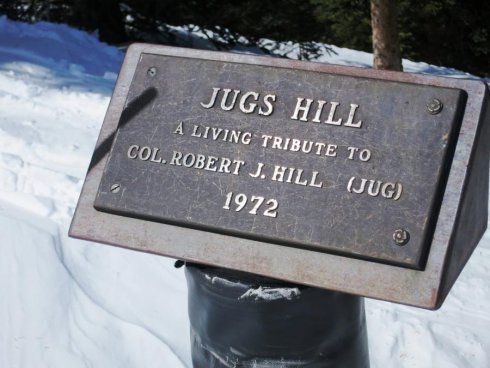 JUGS HILL
A LIVING TRIBUTE TO
COL. ROBERT J. HILL (JUG)
1972